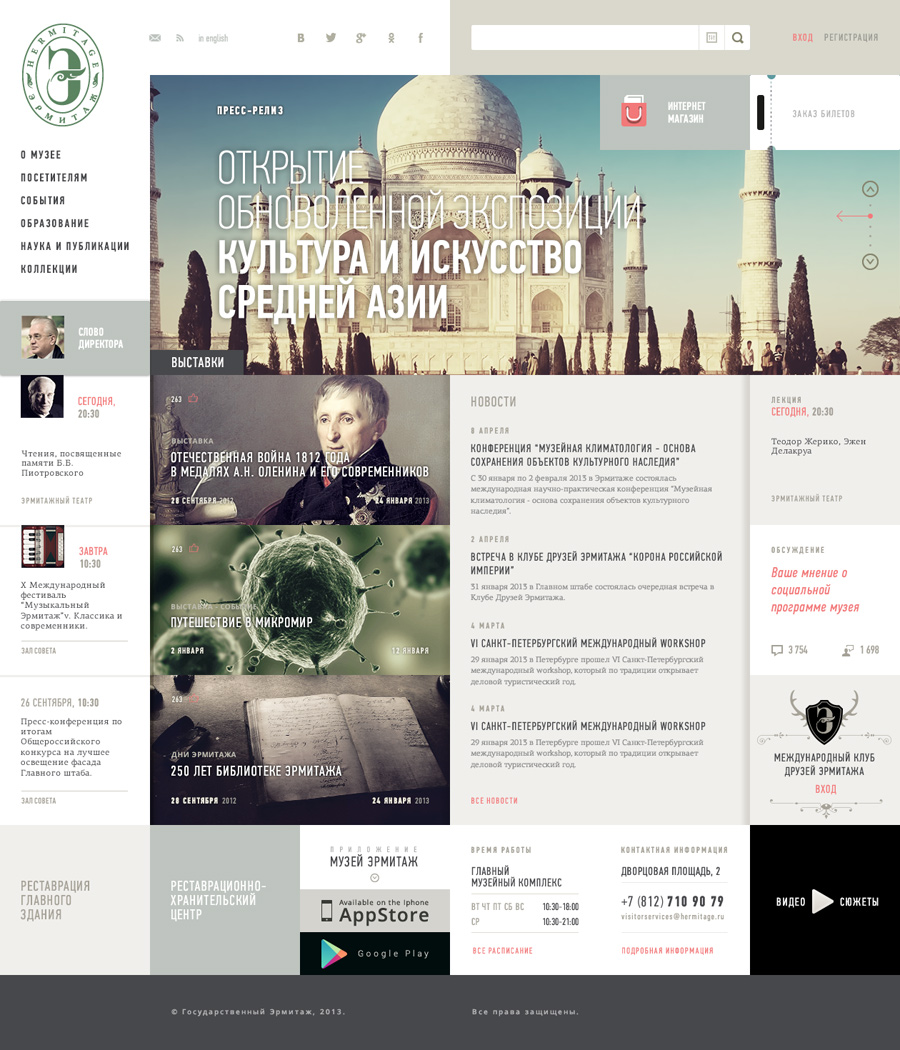 HERMITAGE
ЭРМИТАЖ
in english
ВХОД РЕГИСТРАЦИЯ
О МУЗЕЕ
ПОСЕТИТЕЛЯМ
СОБЫТИЯ
ОБРАЗОВАНИЕ
НАУКА И ПУБЛИКАЦИИ
КОЛЛЕКЦИИ
ПРЕСС-РЕЛИЗ
ОТКРЫТИЕ
ОБНОВОЛЕННОЙ ЭКСПОЗИЦИИ
КУЛЬТУРА И ИСКУССТВО
СРЕДНЕЙ АЗИИ
ИНТЕРНЕТ
МАГАЗИН
ЗАКАЗ БИЛЕТОВ
СЛОВО
ДИРЕКТОРА
СЕГОДНЯ,
20:30
Чтения, посвященные
памяти Б.Б.
Пиотровского
ЭРМИТАЖНЫЙ ТЕАТР
ЗАВТРА
10:30
X Международный
фестиваль
"Музыкальный
Эрмитаж"v. Классика и
современники.
ЗАЛ СОВЕТА
26 СЕНТЯБРЯ, 10:30
Пресс-конференция по
итогам
Общероссийского
конкурса на лучшее
освещение фасада
Главного штаба.
ЗАЛ СОВЕТА
ВЫСТАВКИ
263
ВЫСТАВКА
ОТЕЧЕСТВЕННАЯ ВОЙНА 1812 ГОДА
В МЕДАЛЯХ А.Н. ОЛЕНИНА И ЕГО СОВРЕМЕННИКОВ
28 СЕНТЯБРЯ 2012
24 ЯНВАРЯ 2013
263
ВЫСТАВКА - СОБЫТИЕ
ПУТЕШЕСТВИЕ В МИКРОМИР
2 ЯНВАРЯ
12 ЯНВАРЯ
263
ДНИ ЭРМИТАЖА
250 ЛЕТ БИБЛИОТЕКЕ ЭРМИТАЖА
28 СЕНТЯБРЯ 2012
24 ЯНВАРЯ 2013
НОВОСТИ
8 АПРЕЛЯ
КОНФЕРЕНЦИЯ "МУЗЕЙНАЯ КЛИМАТОЛОГИЯ - ОСНОВА
СОХРАНЕНИЯ ОБЪЕКТОВ КУЛЬТУРНОГО НАСЛЕДИЯ"
С 30 января по 2 февраля 2013 в Эрмитаже состоялась
международная научно-практическая конференция "Музейная
климатология - основа сохранения объектов культурного
наследия".
2 АПРЕЛЯ
ВСТРЕЧА В КЛУБЕ ДРУЗЕЙ ЭРМИТАЖА "КОРОНА РОССИЙСКОЙ
ИМПЕРИИ"
31 января 2013 в Главном штабе состоялась очередная встреча в
Клубе Друзей Эрмитажа.
4 МАРТА
VI САНКТ-ПЕТЕРБУРГСКИЙ МЕЖДУНАРОДНЫЙ WORKSHOP
29 января 2013 в Петербурге прошел VI Санкт-Петербургский
международный workshop, который по традиции открывает
деловой туристический год.
4 МАРТА
VI САНКТ-ПЕТЕРБУРГСКИЙ МЕЖДУНАРОДНЫЙ WORKSHOP
29 января 2013 в Петербурге прошел VI Санкт-Петербургский
международный workshop, который по традиции открывает
деловой туристический год.
ВСЕ НОВОСТИ
ЛЕКЦИЯ
СЕГОДНЯ, 20:30
Теодор Жерико, Эжен
Делакруа
ЭРМИТАЖНЫЙ ТЕАТР
ОБСУЖДЕНИЕ
Ваше мнение о
социальной
программе музея
3 754
1 698
МЕЖДУНАРОДНЫЙ КЛУБ
ДРУЗЕЙ ЭРМИТАЖА
ВХОД
РЕСТАВРАЦИЯ
ГЛАВНОГО
ЗДАНИЯ
РЕСТАВРАЦИОННО-
ХРАНИТЕЛЬСКИЙ
ЦЕНТР
ПРИЛОЖЕНИЕ
МУЗЕЙ ЭРМИТАЖ
Available on the Iphone
AppStore
Google Play
ВРЕМЯ РАБОТЫ
ГЛАВНЫЙ
МУЗЕЙНЫЙ КОМПЛЕКС
ВТ ЧТ ПТ СБ ВС 10:30-18:00
СР 10:30-21:00
ВСЕ РАСПИСАНИЕ
КОНТАКТНАЯ ИНФОРМАЦИЯ
ДВОРЦОВАЯ ПЛОЩАДЬ, 2
+7 (812) 710 90 79
visitorservices@hermitage.ru
ПОДРОБНАЯ ИНФОРМАЦИЯ
ВИДЕО СЮЖЕТЫ
© Государственный Эрмитаж, 2013.
Все права защищены.